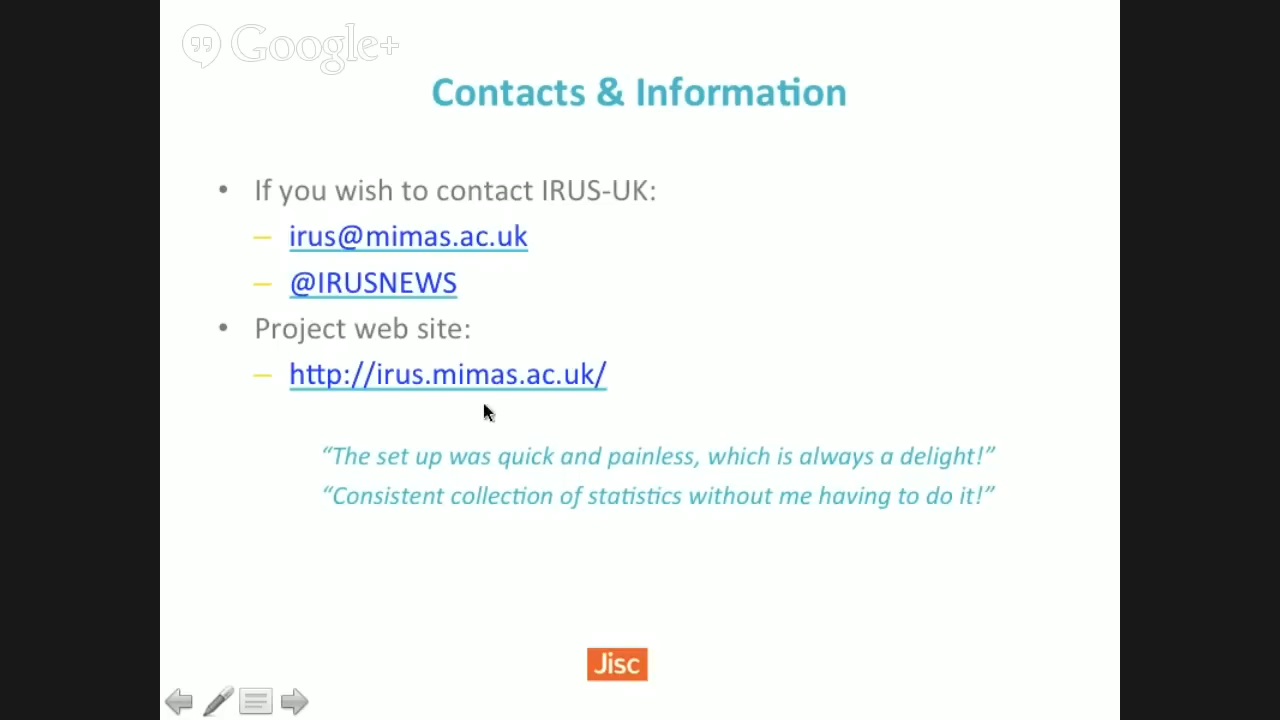 Google+
Contacts & Information
• If you wish to contact IRUS-UK:
– irus@mimas.ac.uk
– @IRUSNEWS
• Project web site:
– http://irus.mimas.ac.uk/
“The set up was quick and painless, which is always a delight!”
“Consistent collection of statistics without me having to do it!”
Jisc